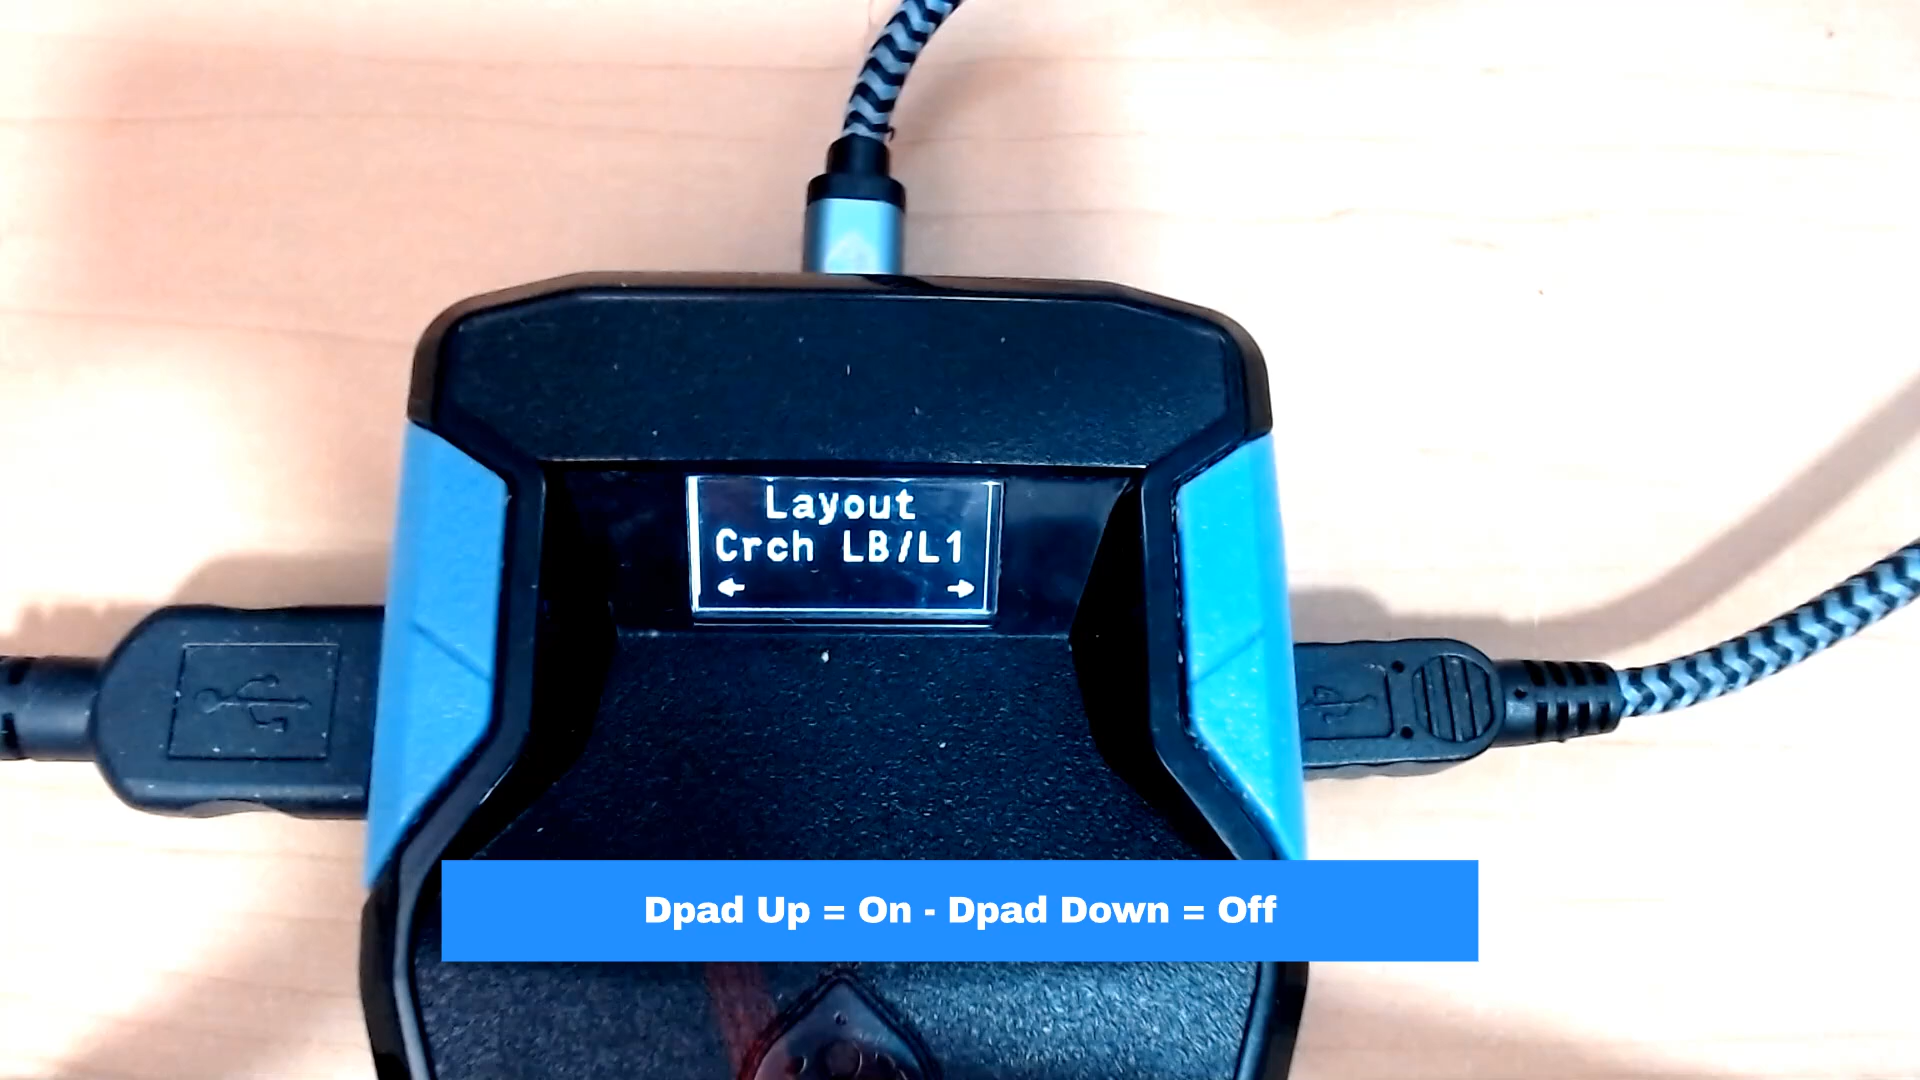 Layout
Crch LB/L1
← →
Dpad Up = On - Dpad Down = Off